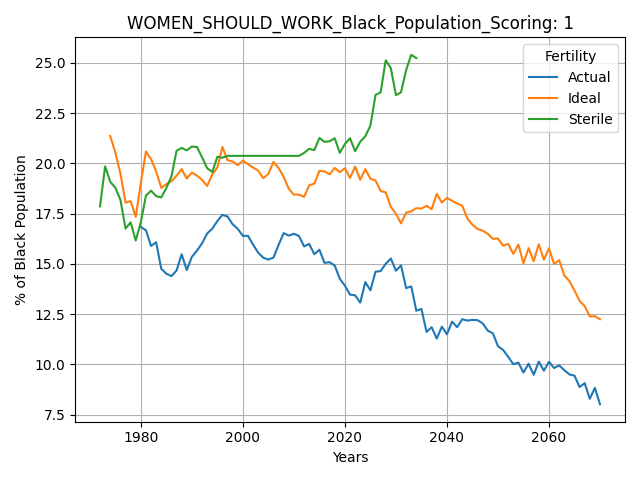 WOMEN_SHOULD_WORK_Black_Population_Scoring: 1
Fertility
Actual
Ideal
Sterile
% of Black Population
25.0
22.5
20.0
17.5
15.0
12.5
10.0
7.5
1980
2000
2020
2040
2060
Years